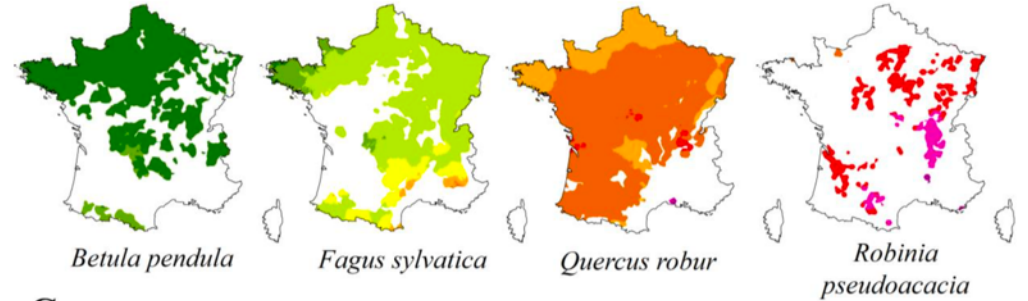 Betula pendula
Fagus sylvatica
Quercus robur
Robinia
pseudoacacia